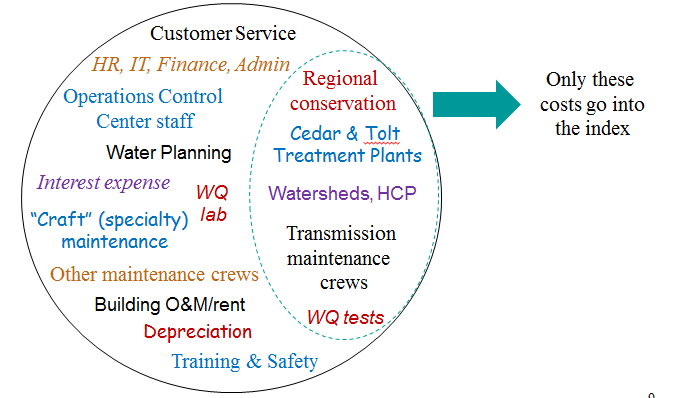 Customer Service
HR, IT, Finance, Admin
Operations Control
Center staff
Water Planning
Interest expense
WQ
lab
"Craft" (specialty)
maintenance
Other maintenance crews
Building O&M/rent
Depreciation
Training & Safety
Regional
conservation
Cedar & Tolt
Treatment Plants
Watersheds, HCP
Transmission
maintenance
crews
WQ tests
Only these
costs go into
the index